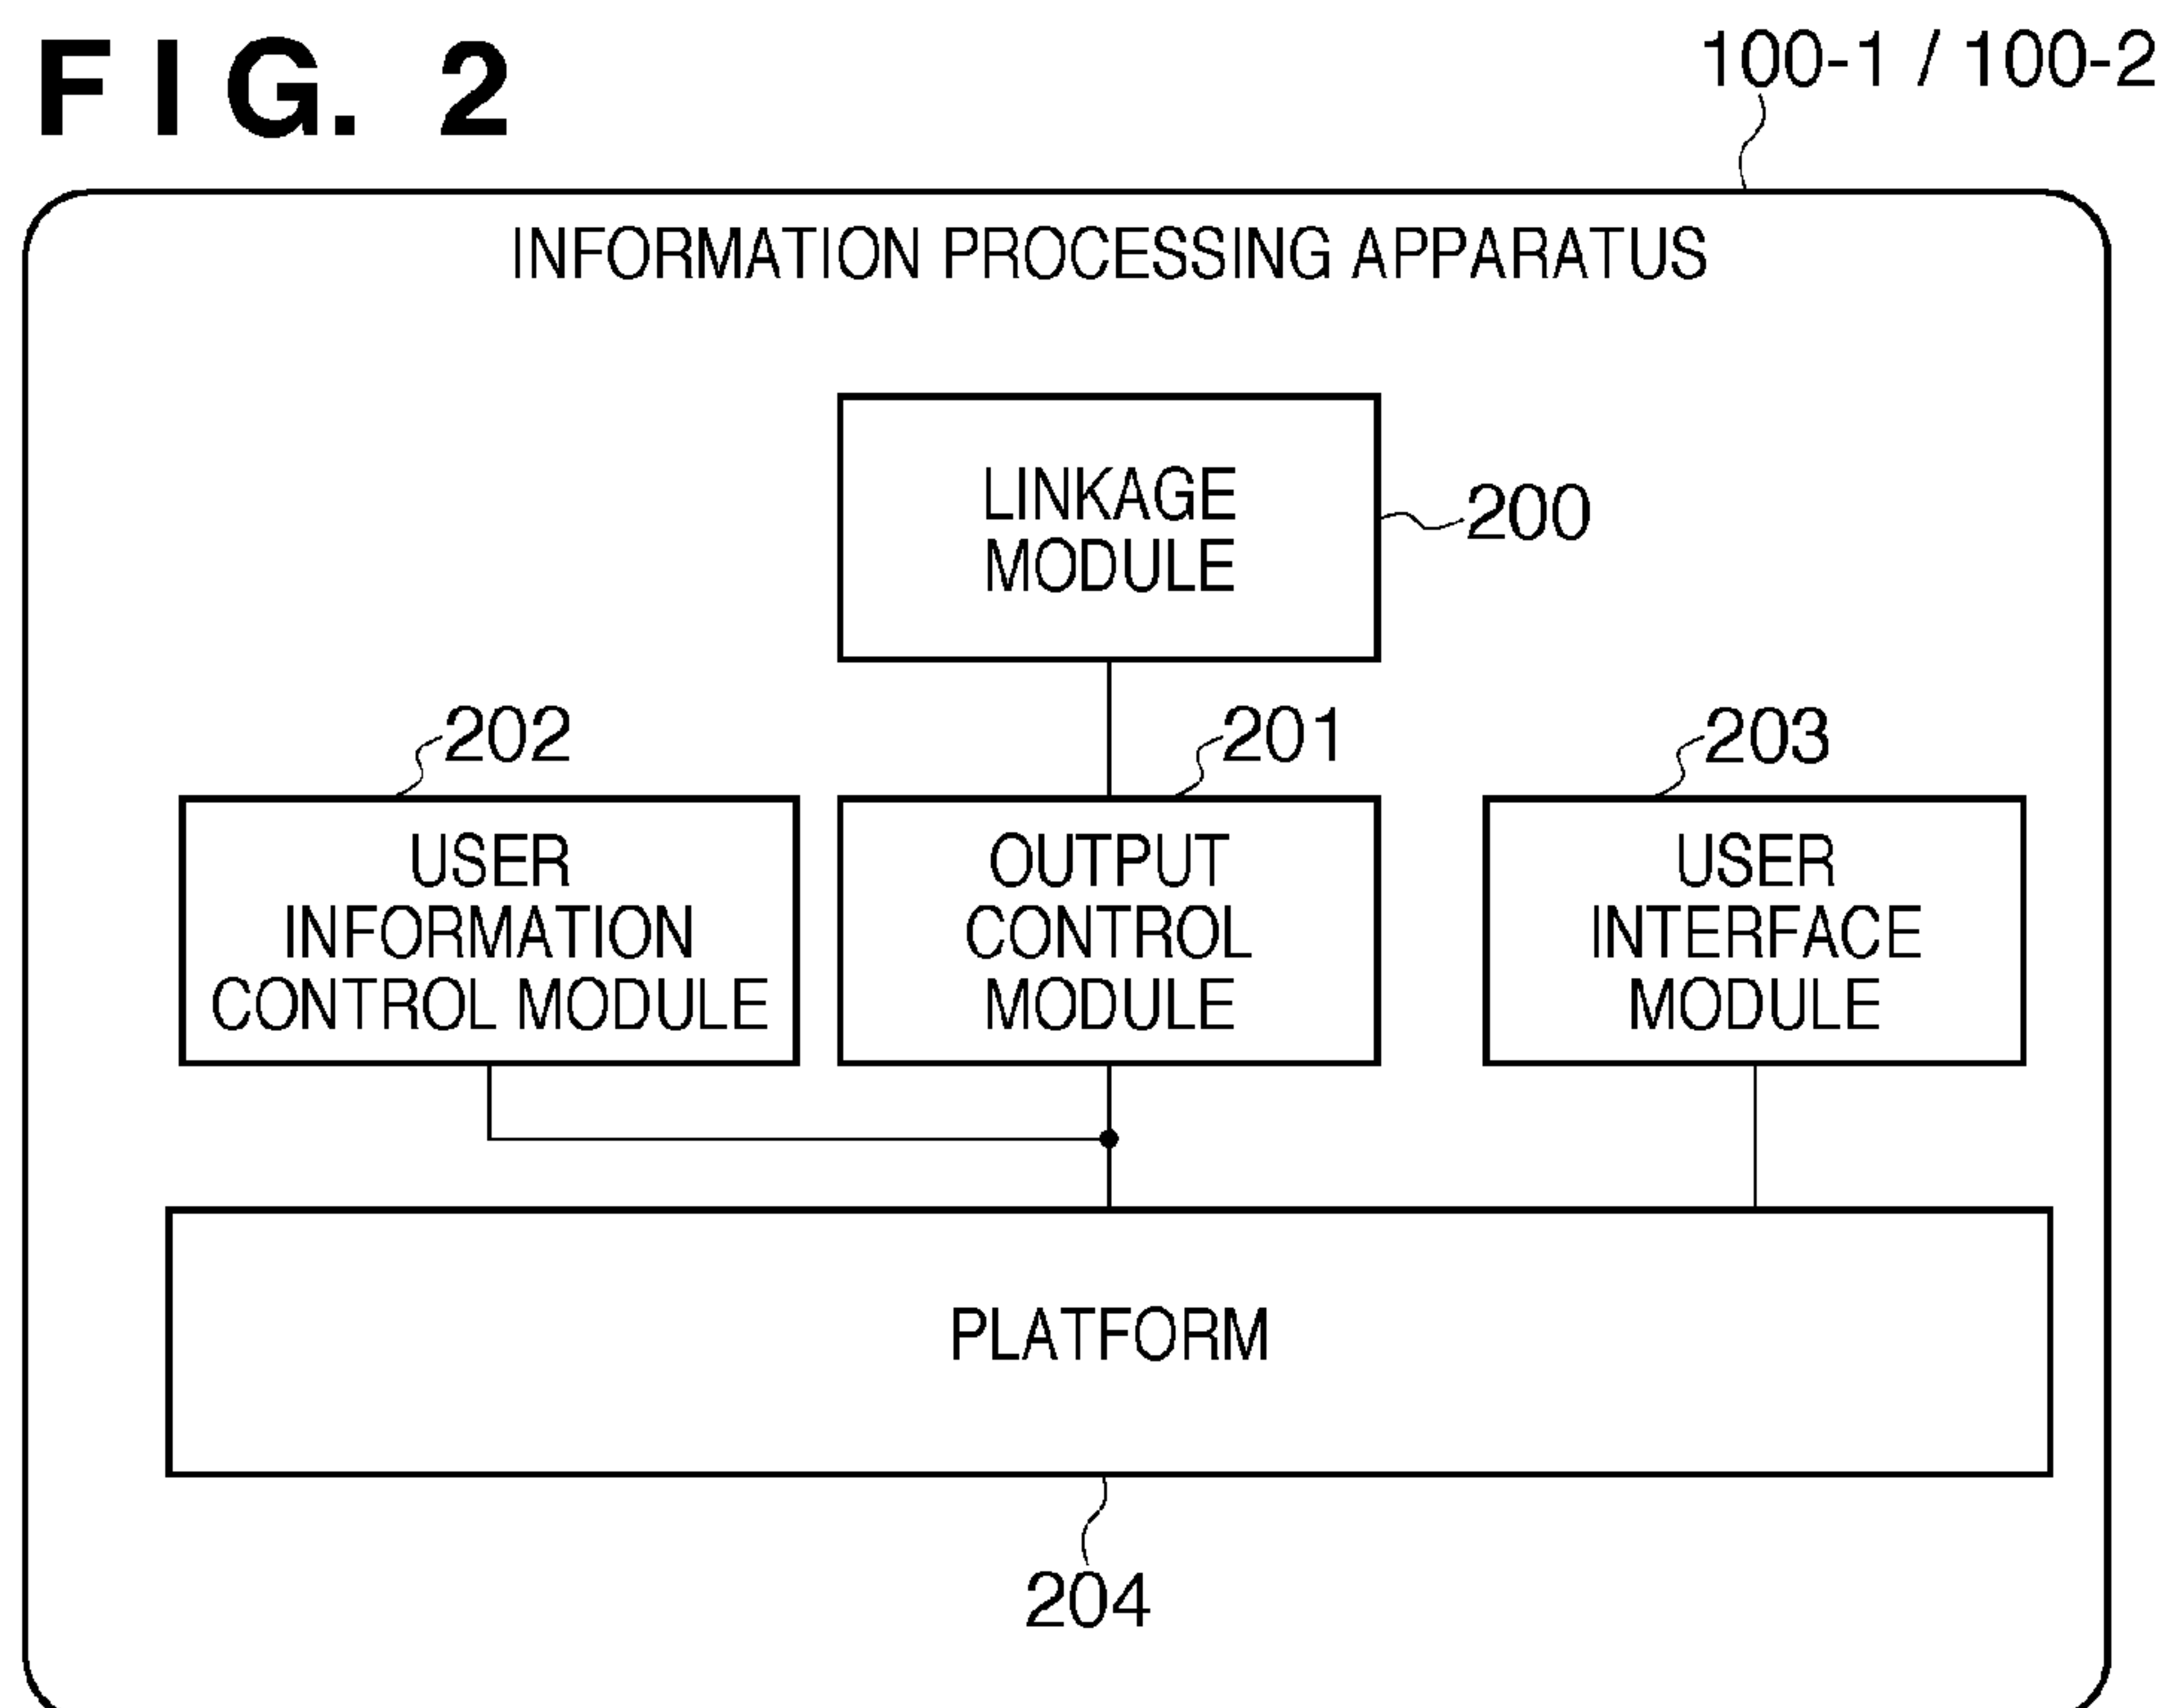 FIG. 2
100-1 / 100-2
INFORMATION PROCESSING APPARATUS
LINKAGE
MODULE
200
202
201
203
USER
INFORMATION
CONTROL MODULE
OUTPUT
CONTROL
MODULE
USER
INTERFACE
MODULE
PLATFORM
204